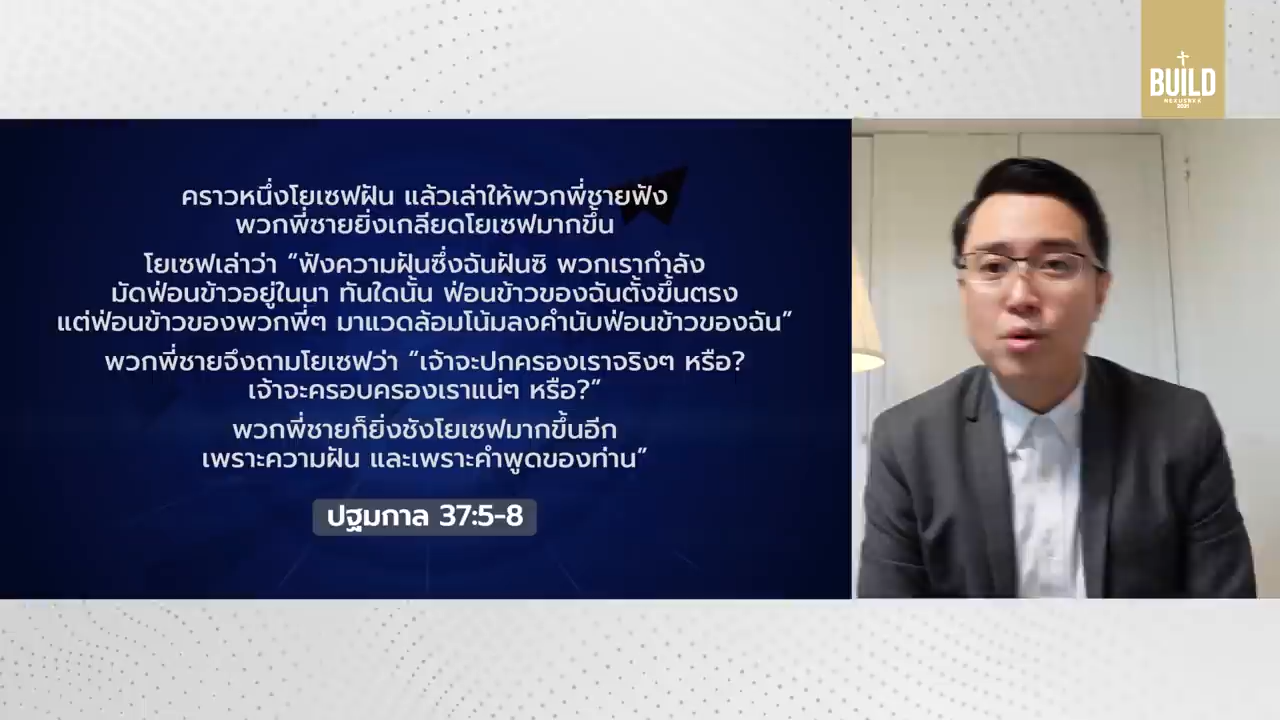 BUILD
NEXUSBKK
2021
คราวหนึ่งโยเซฟฝัน แล้วเล่าให้พวกพี่ชายฟัง
พวกพี่ชายยิ่งเกลียดโยเซฟมากขึ้น
โยเซฟเล่าว่า “ฟังความฝันซึ่งฉันฝันซิ พวกเรากำลัง
มัดฟ่อนข้าวอยู่ในนา ทันใดนั้น ฟ่อนข้าวของฉันตั้งขึ้นตรง
แต่ฟ่อนข้าวของพวกพี่ๆ มาแวดล้อมโน้มลงคำนับฟ่อนข้าวของฉัน”
พวกพี่ชายจึงถามโยเซฟว่า “เจ้าจะปกครองเราจริงๆ หรือ?
เจ้าจะครอบครองเราแน่ๆ หรือ?”
พวกพี่ชายก็ยิ่งชังโยเซฟมากขึ้นอีก
เพราะความฝัน และเพราะคำพูดของท่าน”
ปฐมกาล 37:5-8